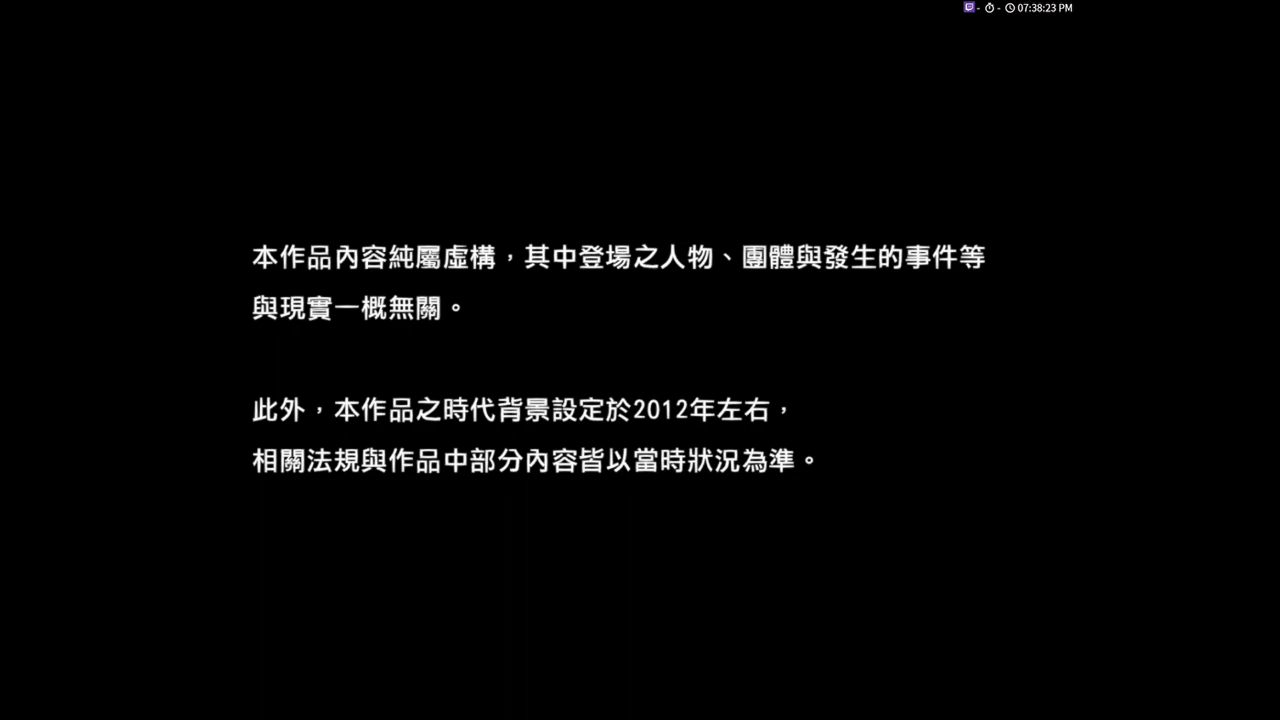 - - 07:38:23 PM
本作品內容純屬虛構，其中登場之人物、團體與發生的事件等
與現實一概無關。
此外，本作品之時代背景設定於2012年左右，
相關法規與作品中部分內容皆以當時狀況為準。